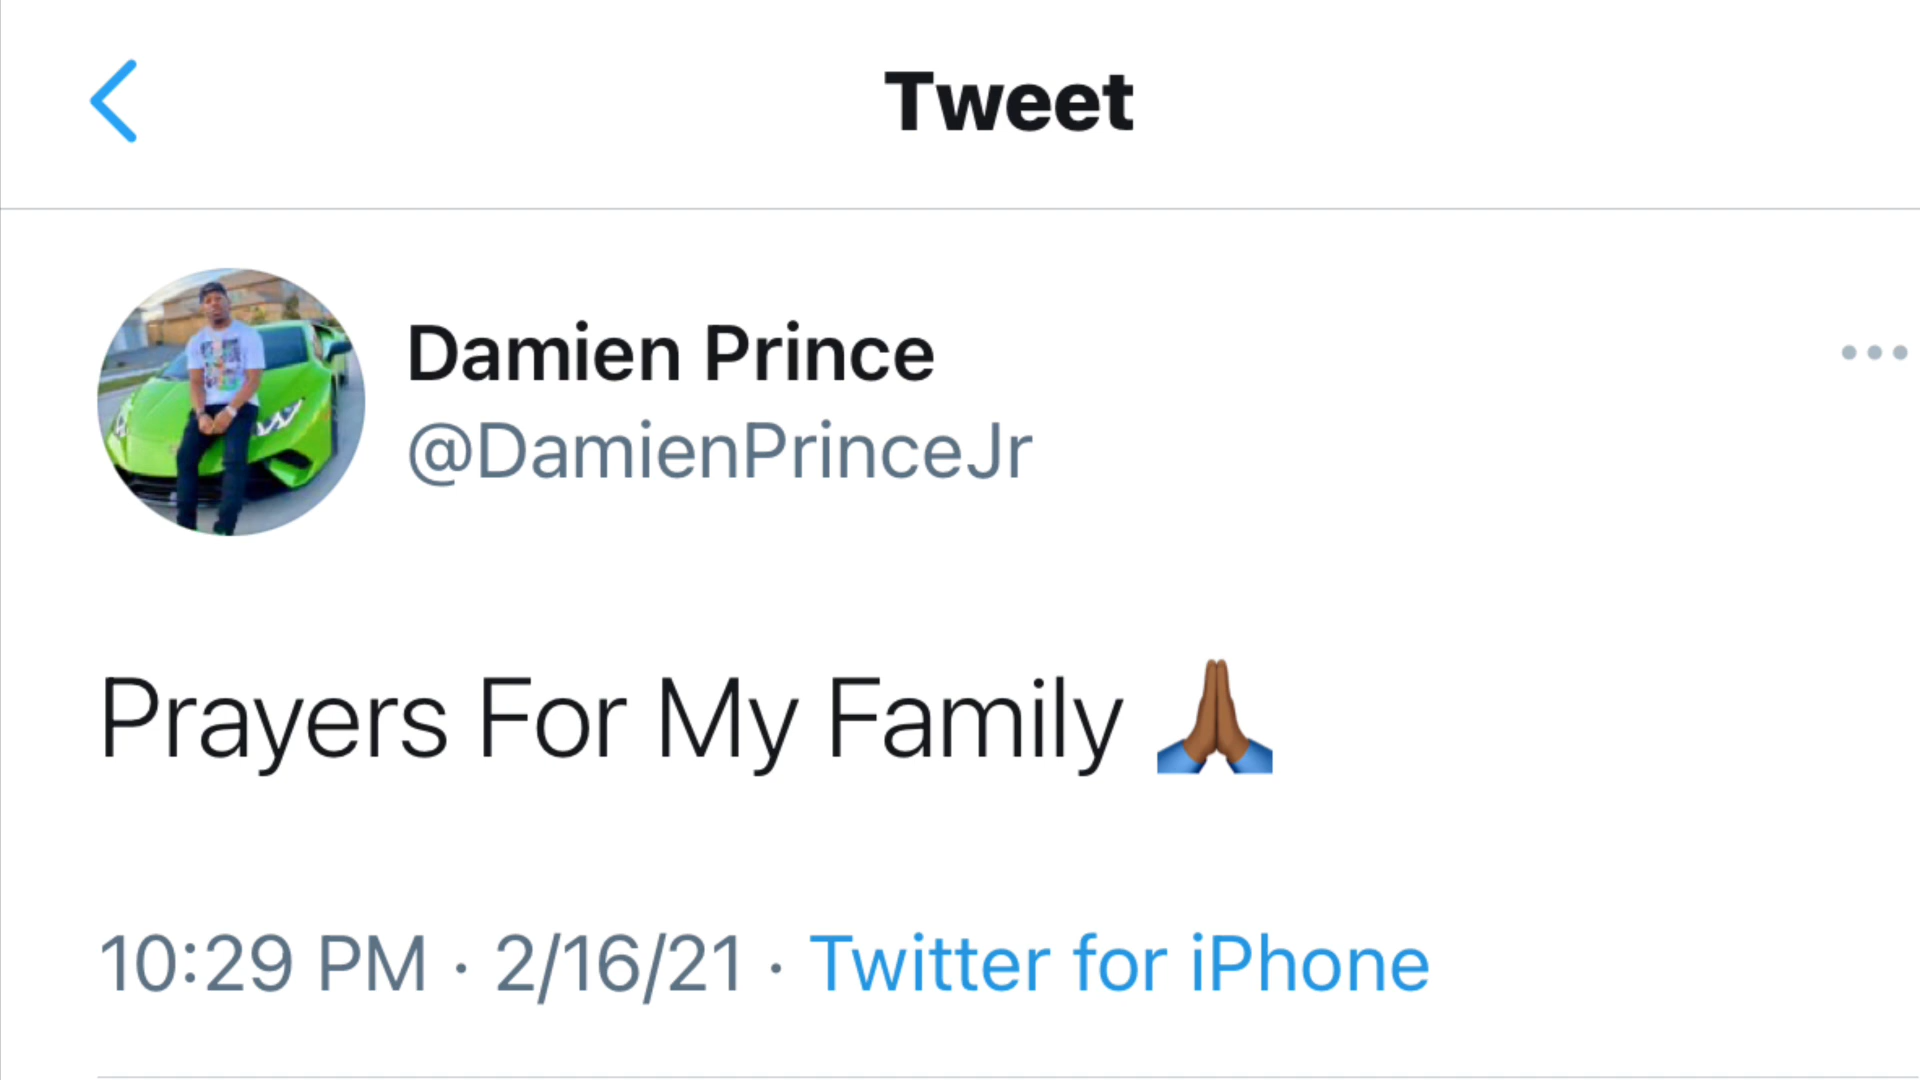 Tweet
Damien Prince
@DamienPrinceJr
Prayers For My Family 🙏🏾
10:29 PM · 2/16/21 · Twitter for iPhone